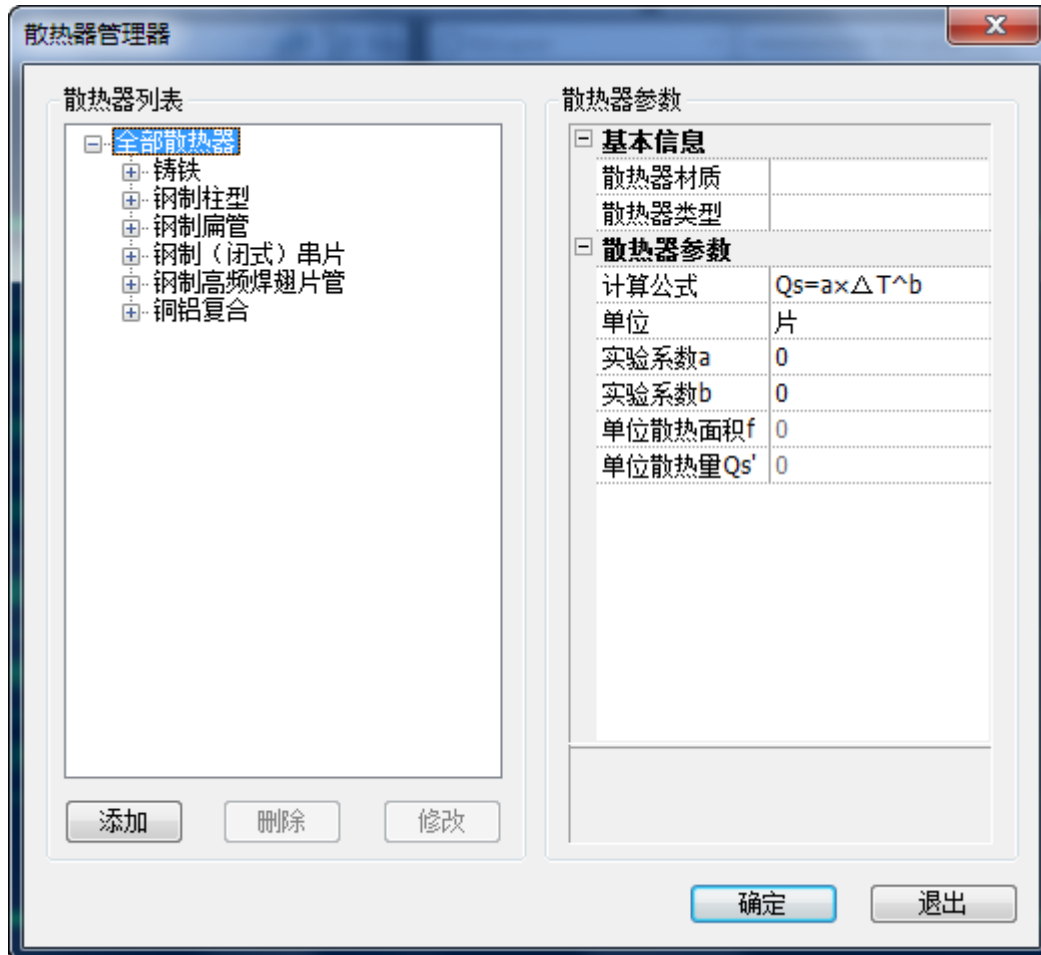 散热器管理器
散热器列表
全部散热器
铸铁
钢制柱型
钢制扁管
钢制（闭式）串片
钢制高频焊翅片管
铜铝复合
添加 删除 修改
散热器参数
基本信息
散热器材质
散热器类型
散热器参数
计算公式 Qs=a×△T^b
单位 片
实验系数a 0
实验系数b 0
单位散热面积f 0
单位散热量Qs' 0
确定 退出